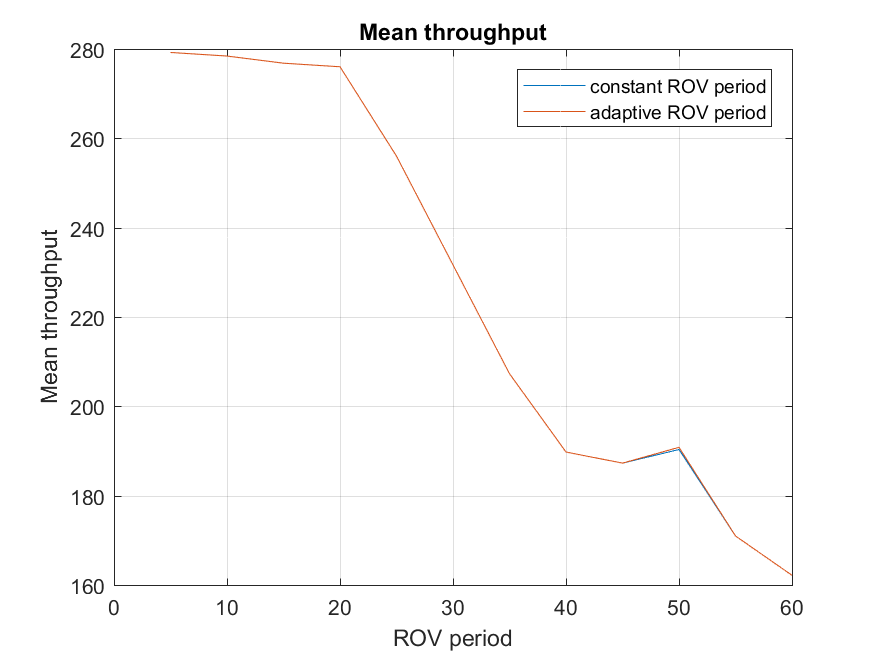 Mean throughput
280
260
240
220
200
180
160
Mean throughput
constant ROV period
adaptive ROV period
0 10 20 30 40 50 60
ROV period